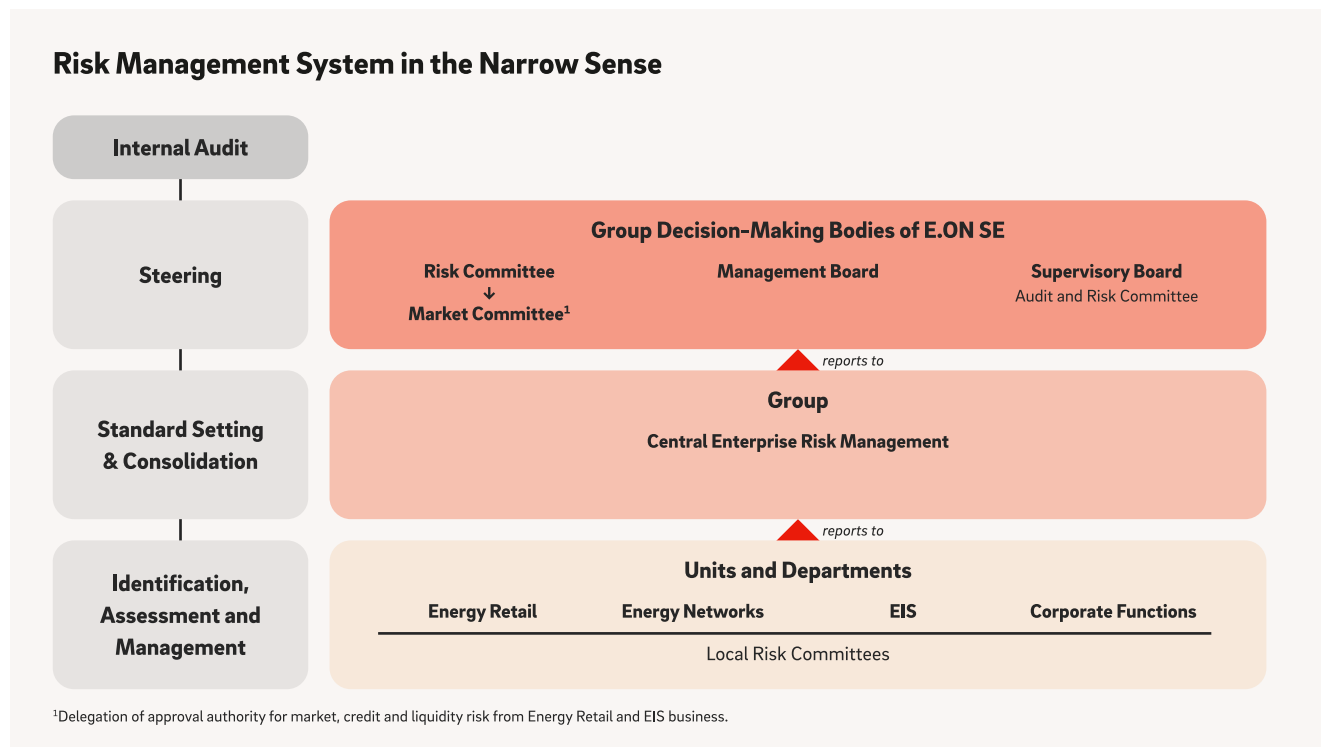 Risk Management System in the Narrow Sense
Internal Audit
Steering
Group Decision-Making Bodies of E.ON SE
Risk Committee
↓
Market Committee¹
Management Board
Supervisory Board
Audit and Risk Committee
reports to
Standard Setting
& Consolidation
Group
Central Enterprise Risk Management
reports to
Identification,
Assessment and
Management
Units and Departments
Energy Retail
Energy Networks
EIS
Corporate Functions
Local Risk Committees
¹Delegation of approval authority for market, credit and liquidity risk from Energy Retail and EIS business.